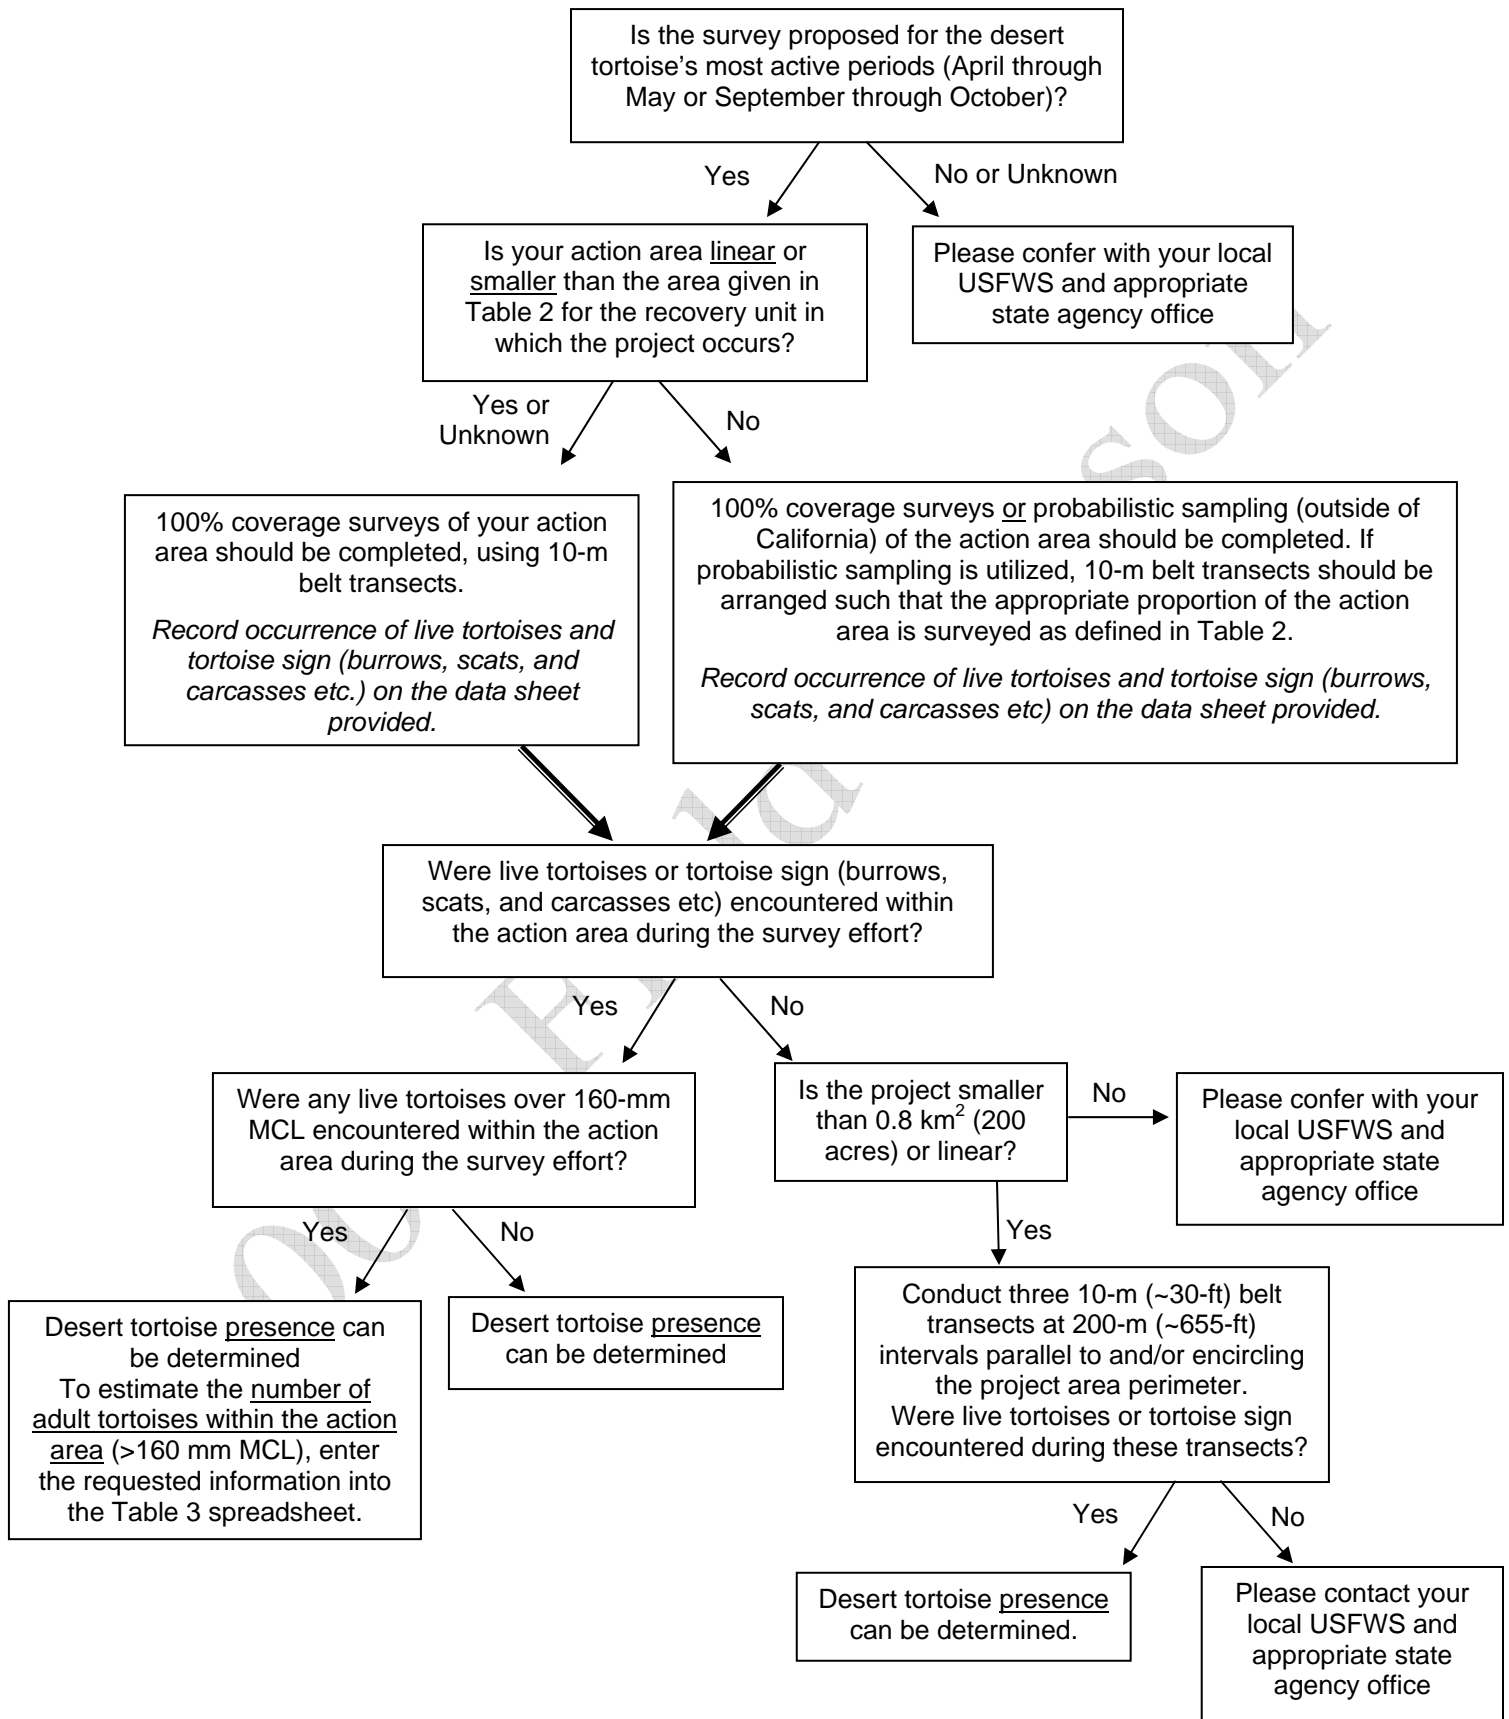 Is the survey proposed for the desert
tortoise’s most active periods (April through
May or September through October)?
Yes
No or Unknown
Is your action area linear or
smaller than the area given in
Table 2 for the recovery unit in
which the project occurs?
Please confer with your local
USFWS and appropriate
state agency office
Yes or
Unknown
No
100% coverage surveys of your action
area should be completed, using 10-m
belt transects.
Record occurrence of live tortoises and
tortoise sign (burrows, scats, and
carcasses etc.) on the data sheet
provided.
100% coverage surveys or probabilistic sampling (outside of
California) of the action area should be completed. If
probabilistic sampling is utilized, 10-m belt transects should be
arranged such that the appropriate proportion of the action
area is surveyed as defined in Table 2.
Record occurrence of live tortoises and tortoise sign (burrows,
scats, and carcasses etc) on the data sheet provided.
Were live tortoises or tortoise sign (burrows,
scats, and carcasses etc) encountered within
the action area during the survey effort?
Yes
No
Were any live tortoises over 160-mm
MCL encountered within the action
area during the survey effort?
Is the project smaller
than 0.8 km² (200
acres) or linear?
No
Please confer with your
local USFWS and
appropriate state
agency office
Yes
No
Yes
Desert tortoise presence can
be determined
To estimate the number of
adult tortoises within the action
area (>160 mm MCL), enter
the requested information into
the Table 3 spreadsheet.
Desert tortoise presence
can be determined
Conduct three 10-m (~30-ft) belt
transects at 200-m (~655-ft)
intervals parallel to and/or encircling
the project area perimeter.
Were live tortoises or tortoise sign
encountered during these transects?
Yes
No
Desert tortoise presence
can be determined.
Please contact your
local USFWS and
appropriate state
agency office